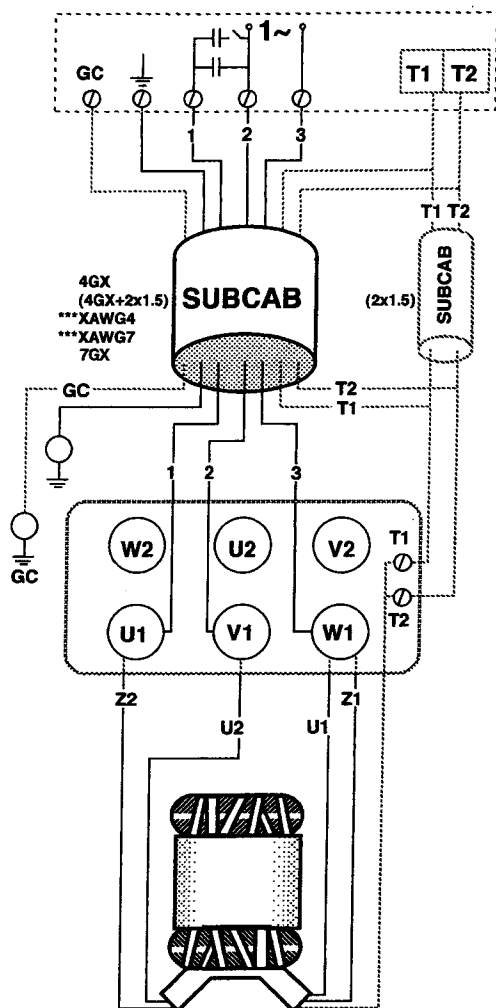 1~
GC
T1 T2
1 2 3
T1 T2
SUBCAB
(2x1.5)
SUBCAB
4GX
(4GX+2x1.5)
***XAWG4
***XAWG7
7GX
GC
T2
T1
1 2 3
GC
W2 U2 V2
T1
U1 V1 W1
T2
Z2 U2 U1 Z1